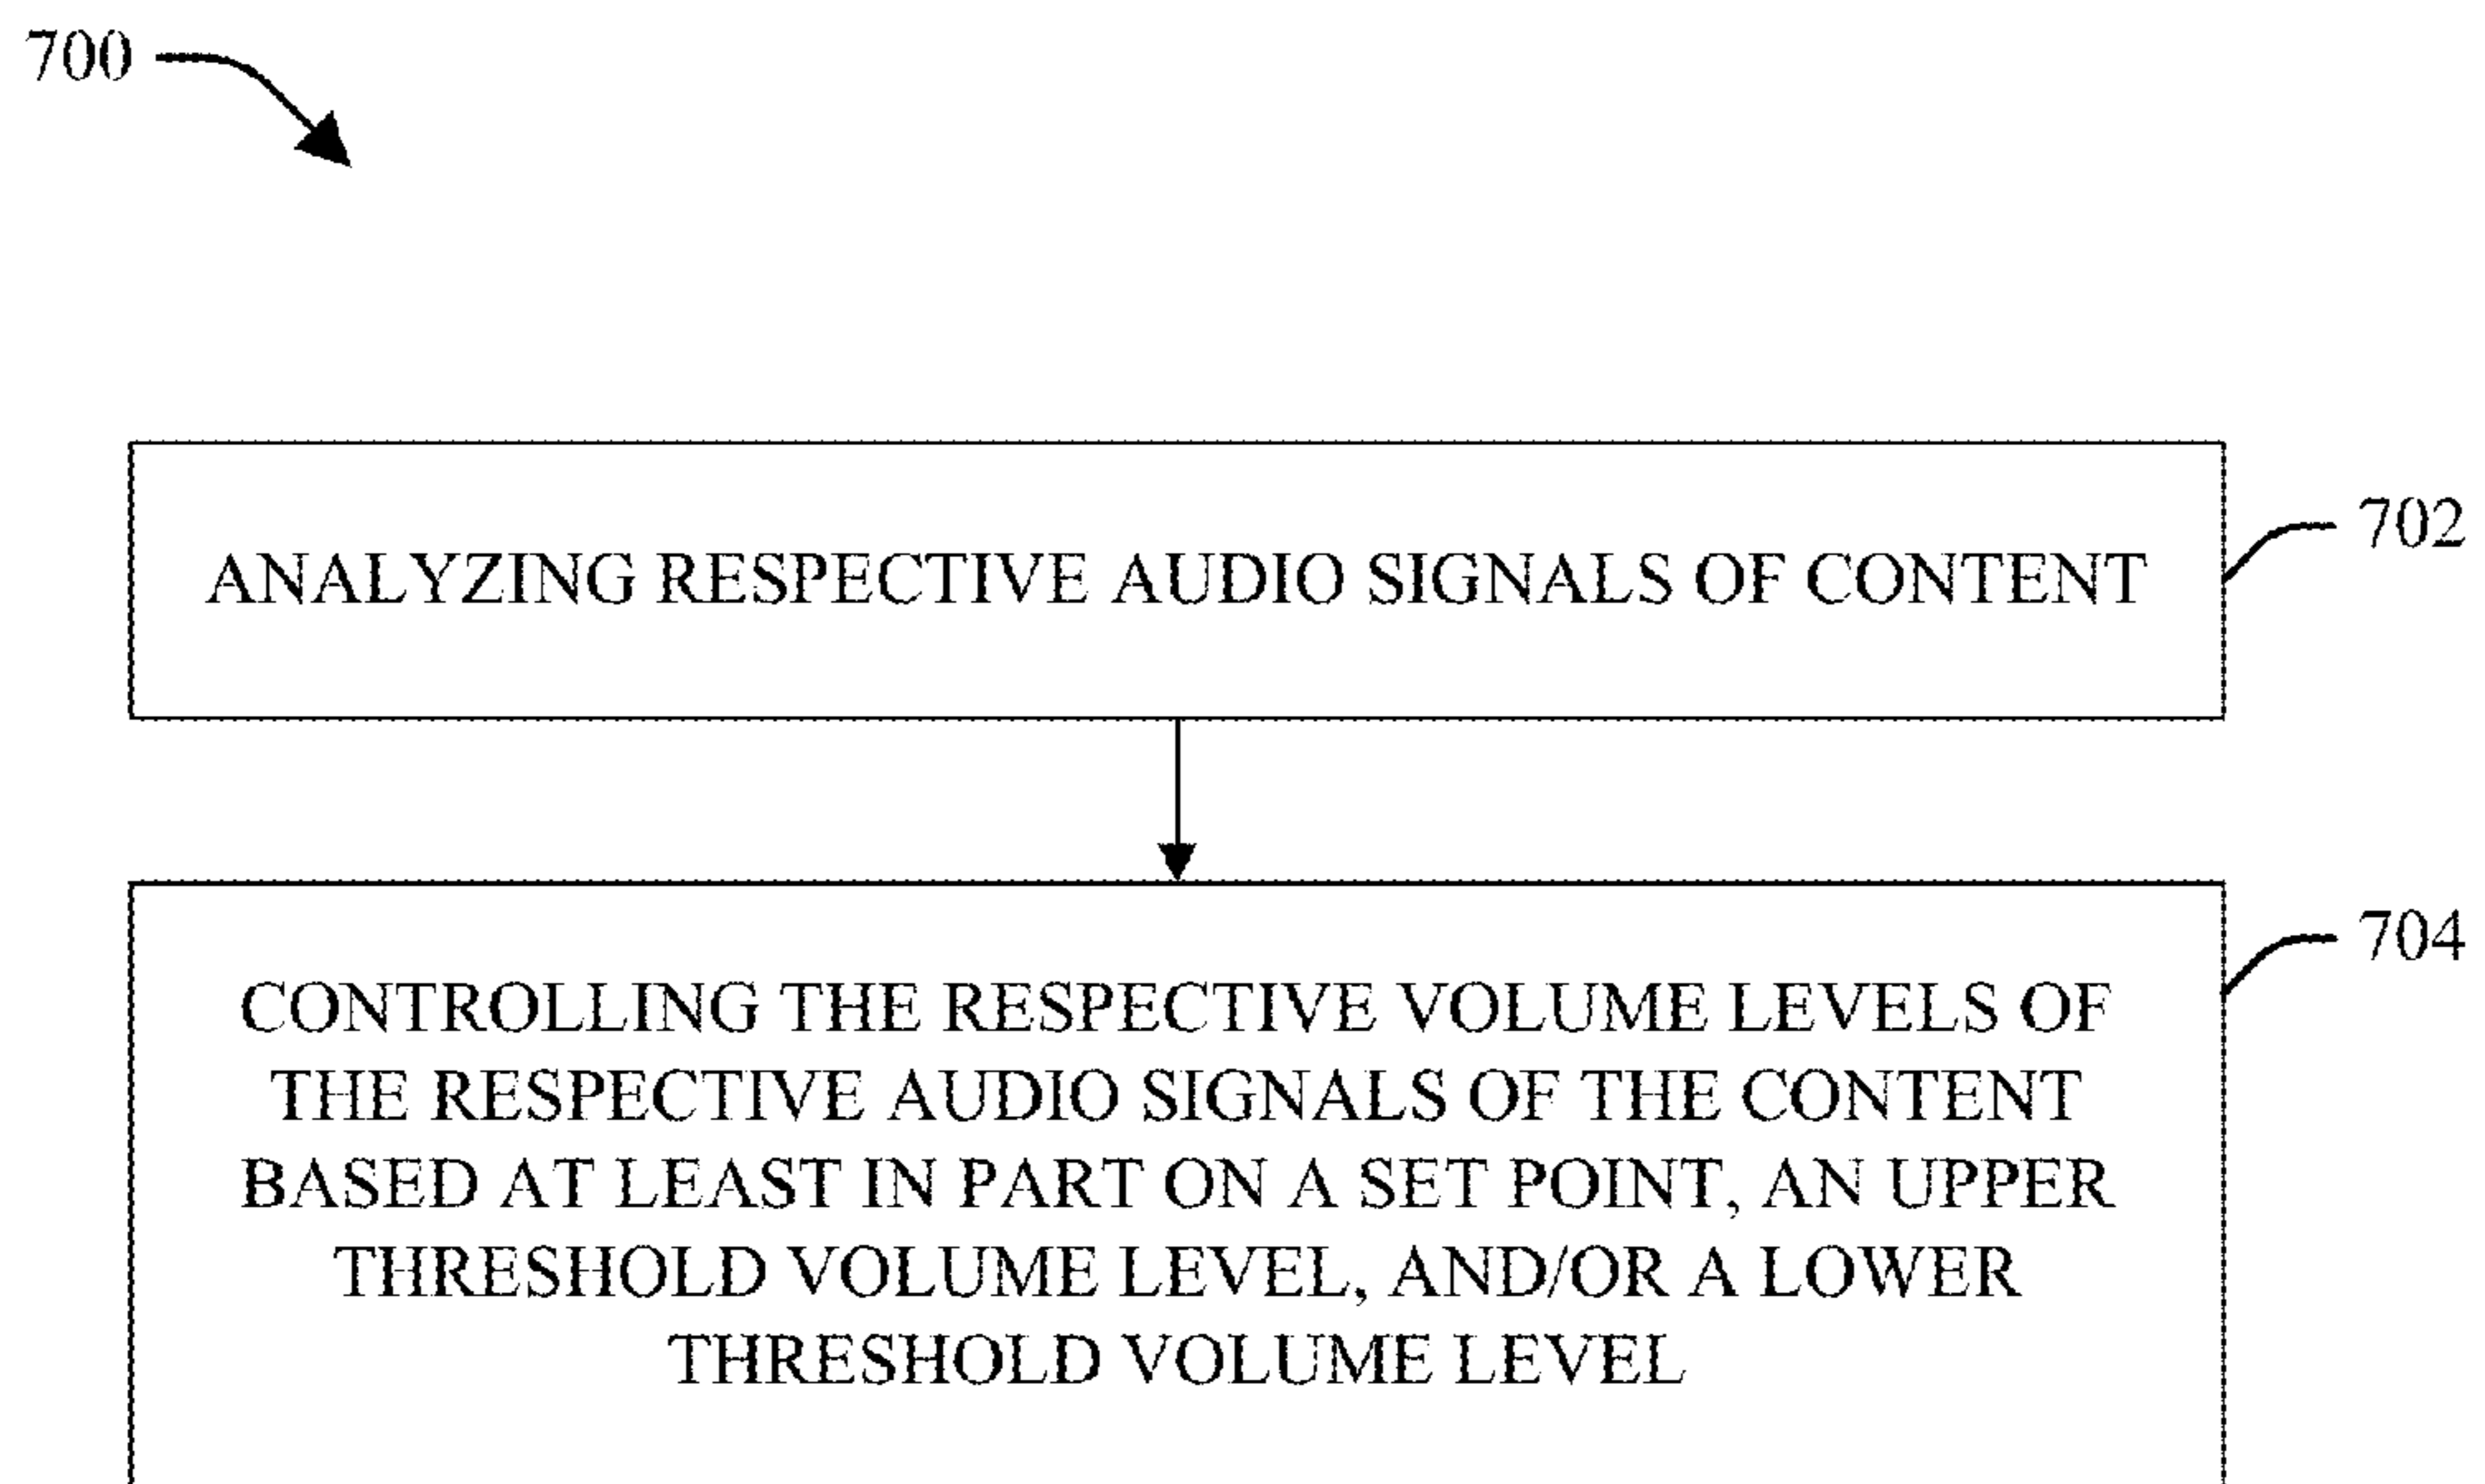 700
ANALYZING RESPECTIVE AUDIO SIGNALS OF CONTENT
702
CONTROLLING THE RESPECTIVE VOLUME LEVELS OF
THE RESPECTIVE AUDIO SIGNALS OF THE CONTENT
BASED AT LEAST IN PART ON A SET POINT, AN UPPER
THRESHOLD VOLUME LEVEL, AND/OR A LOWER
THRESHOLD VOLUME LEVEL
704